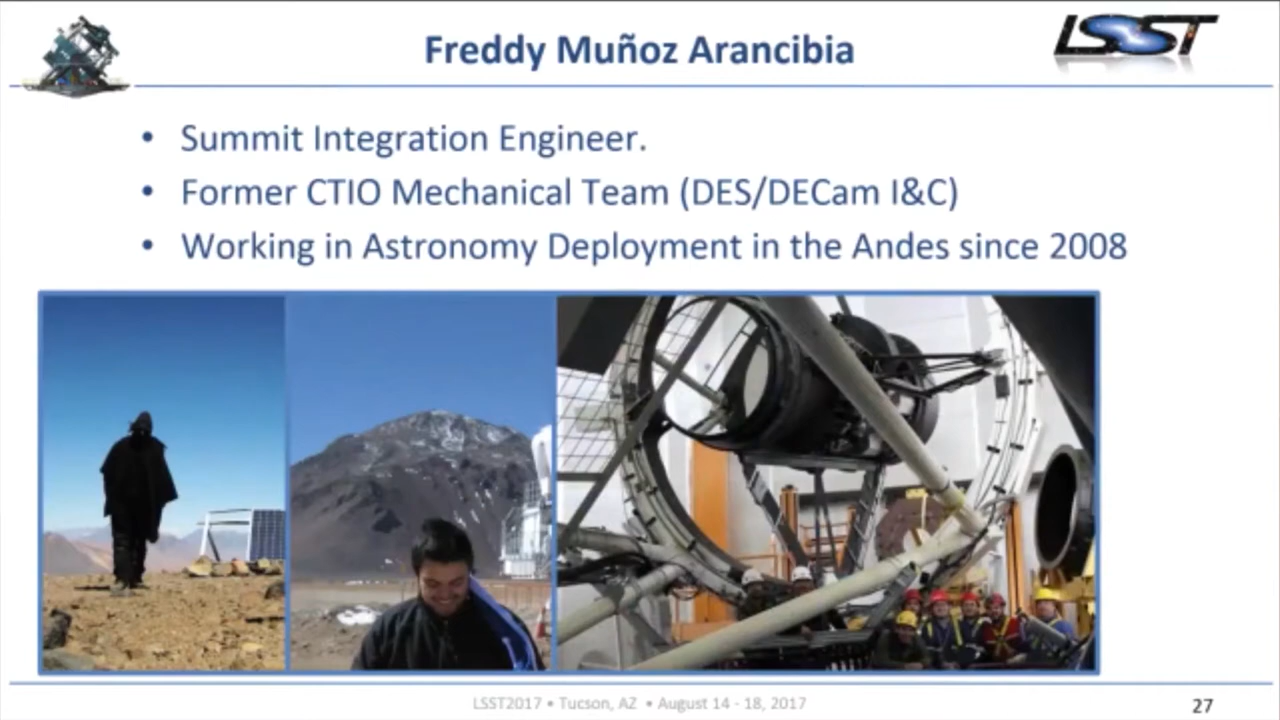 Freddy Muñoz Arancibia
LSST
• Summit Integration Engineer.
• Former CTIO Mechanical Team (DES/DECam I&C)
• Working in Astronomy Deployment in the Andes since 2008
LSST2017 • Tucson, AZ • August 14 - 18, 2017
27